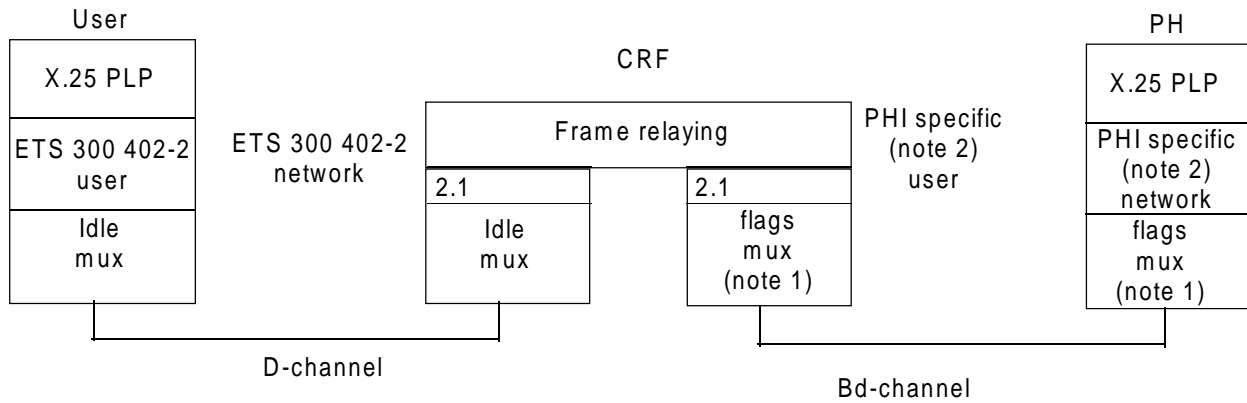 User
X.25 PLP
ETS 300 402-2
user
Idle
mux
ETS 300 402-2
network
CRF
Frame relaying
2.1
Idle
mux
2.1
flags
mux
(note 1)
PHI specific
(note 2)
user
PH
X.25 PLP
PHI specific
(note 2)
network
flags
mux
(note 1)
D-channel
Bd-channel